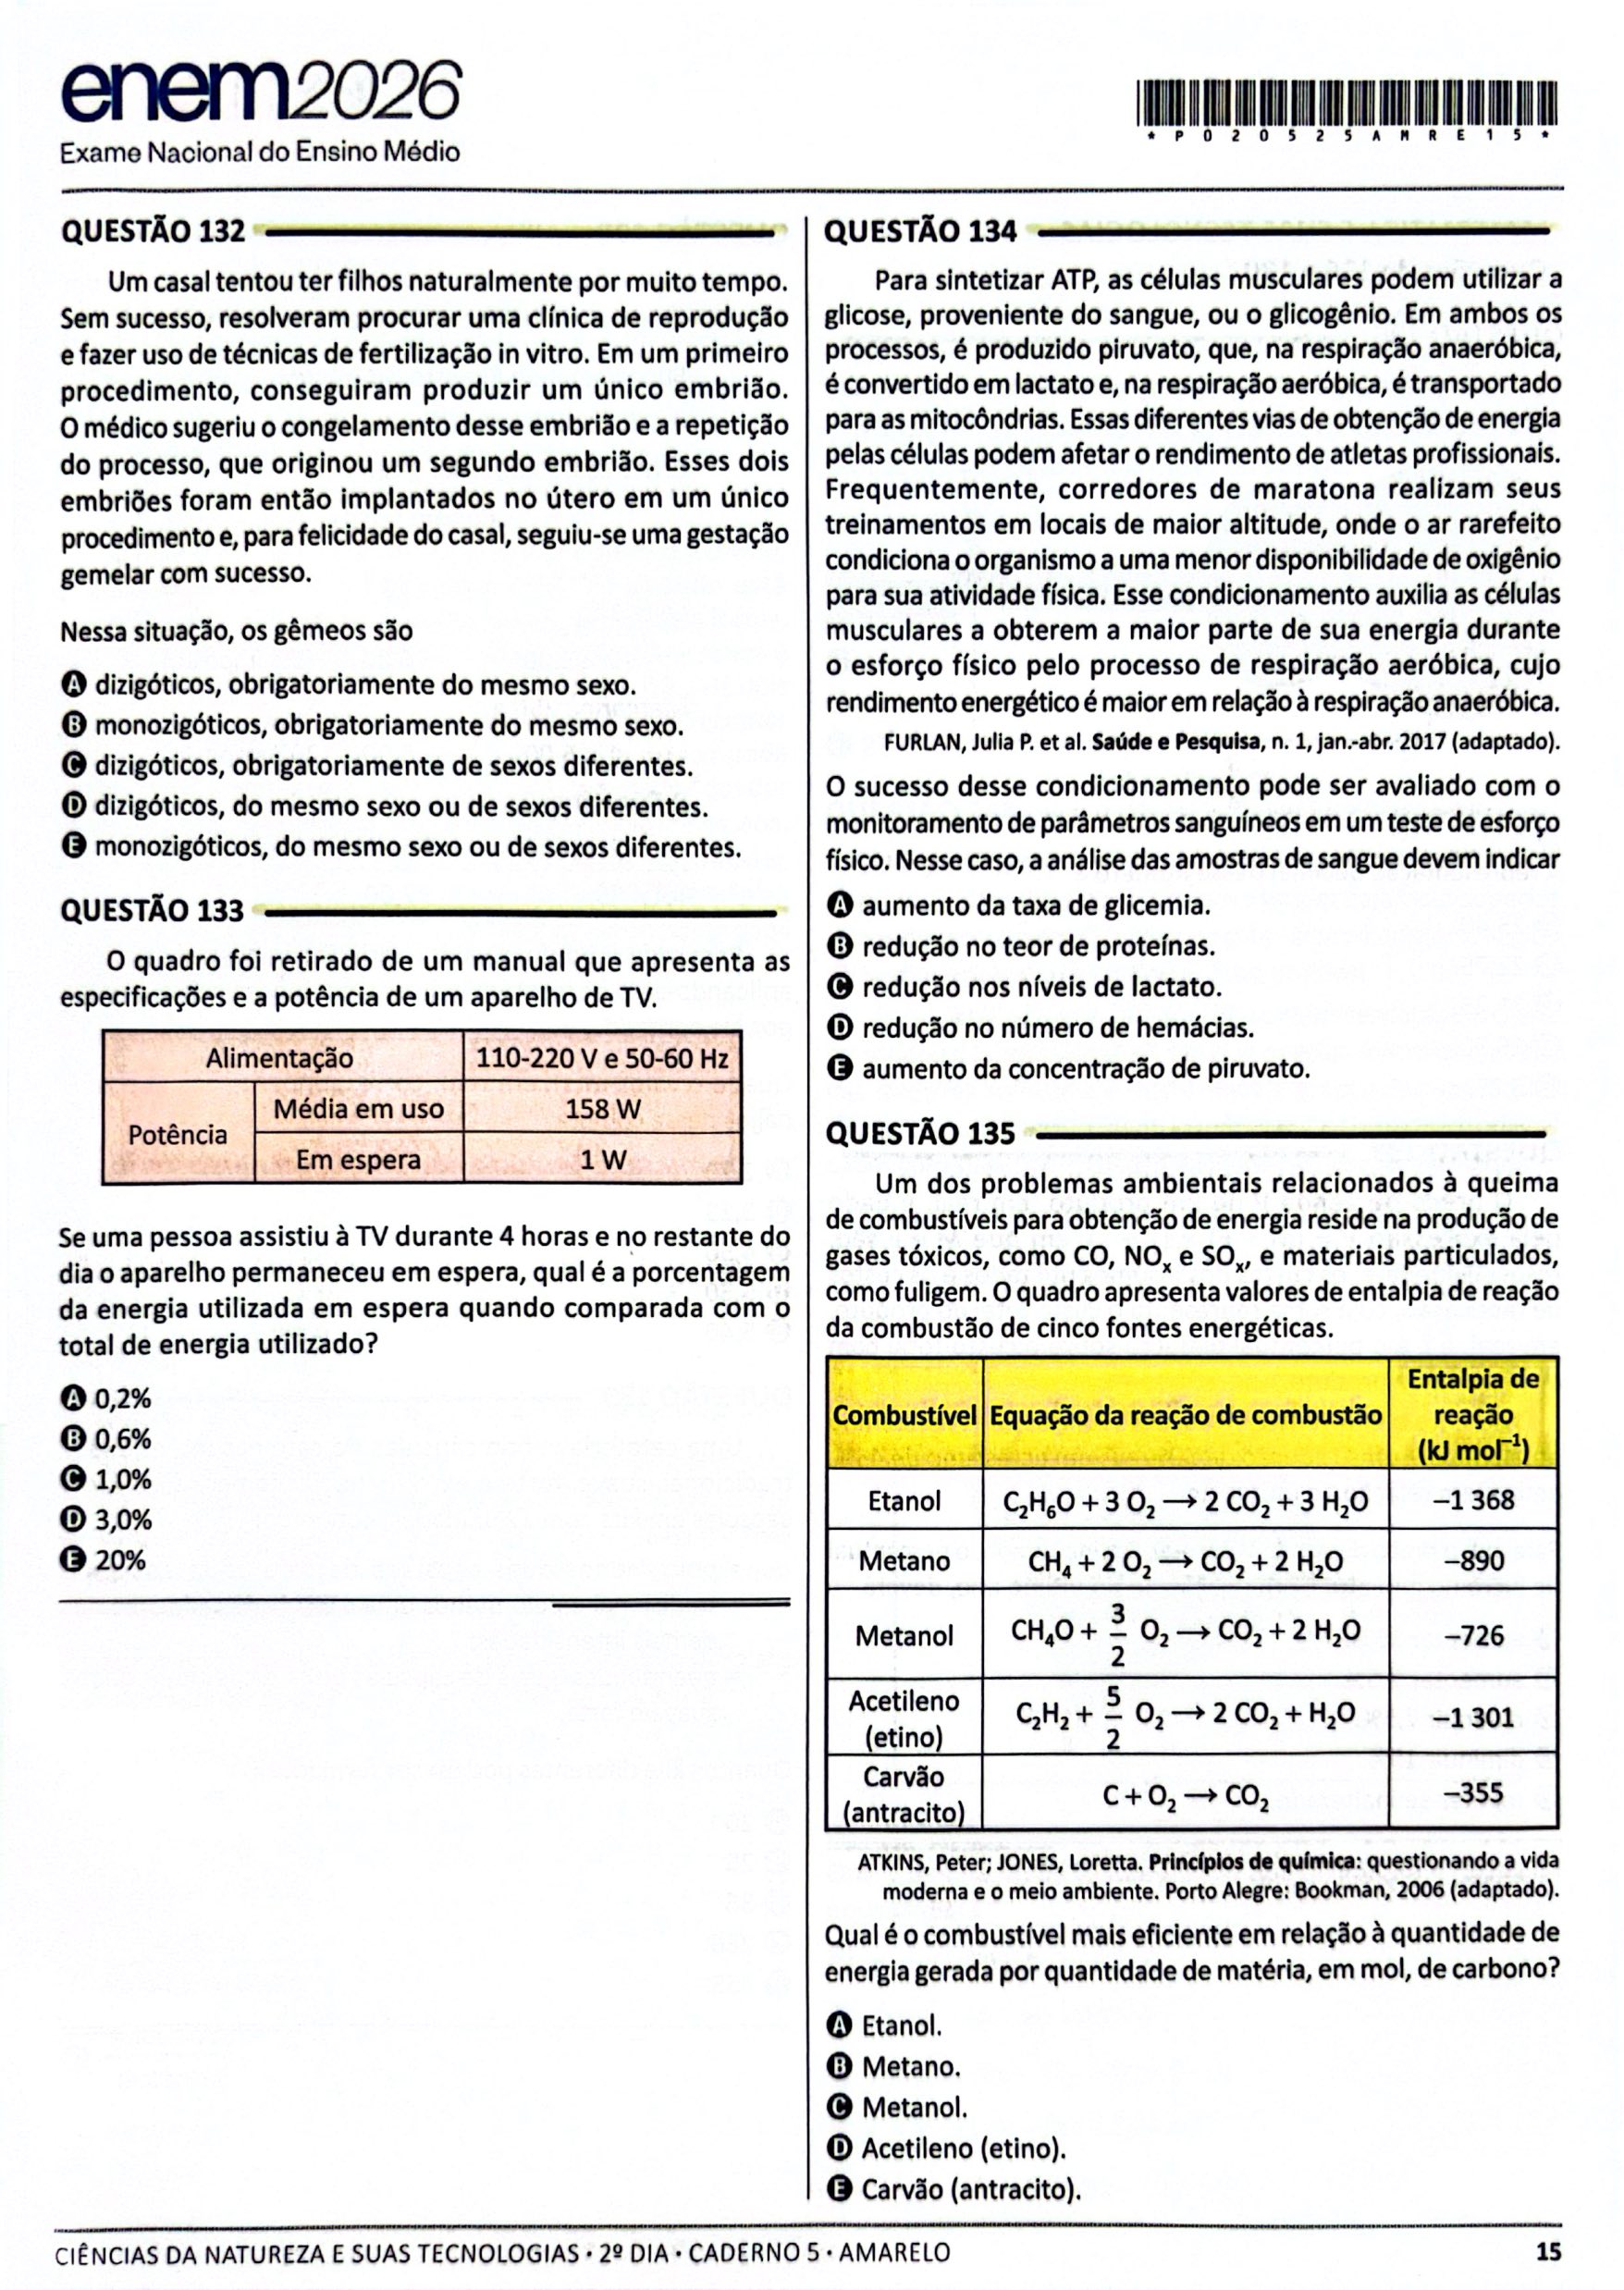 enem2026
Exame Nacional do Ensino Médio
* P 0 2 0 5 2 5 A M R E 1 5 *
QUESTÃO 132
Um casal tentou ter filhos naturalmente por muito tempo.
Sem sucesso, resolveram procurar uma clínica de reprodução
e fazer uso de técnicas de fertilização in vitro. Em um primeiro
procedimento, conseguiram produzir um único embrião.
O médico sugeriu o congelamento desse embrião e a repetição
do processo, que originou um segundo embrião. Esses dois
embriões foram então implantados no útero em um único
procedimento e, para felicidade do casal, seguiu-se uma gestação
gemelar com sucesso.
Nessa situação, os gêmeos são
A dizigóticos, obrigatoriamente do mesmo sexo.
B monozigóticos, obrigatoriamente do mesmo sexo.
C dizigóticos, obrigatoriamente de sexos diferentes.
D dizigóticos, do mesmo sexo ou de sexos diferentes.
E monozigóticos, do mesmo sexo ou de sexos diferentes.
QUESTÃO 133
O quadro foi retirado de um manual que apresenta as
especificações e a potência de um aparelho de TV.
Alimentação 110-220 V e 50-60 Hz
Potência Média em uso 158 W
Em espera 1 W
Se uma pessoa assistiu à TV durante 4 horas e no restante do
dia o aparelho permaneceu em espera, qual é a porcentagem
da energia utilizada em espera quando comparada com o
total de energia utilizado?
A 0,2%
B 0,6%
C 1,0%
D 3,0%
E 20%
QUESTÃO 134
Para sintetizar ATP, as células musculares podem utilizar a
glicose, proveniente do sangue, ou o glicogênio. Em ambos os
processos, é produzido piruvato, que, na respiração anaeróbica,
é convertido em lactato e, na respiração aeróbica, é transportado
para as mitocôndrias. Essas diferentes vias de obtenção de energia
pelas células podem afetar o rendimento de atletas profissionais.
Frequentemente, corredores de maratona realizam seus
treinamentos em locais de maior altitude, onde o ar rarefeito
condiciona o organismo a uma menor disponibilidade de oxigênio
para sua atividade física. Esse condicionamento auxilia as células
musculares a obterem a maior parte de sua energia durante
o esforço físico pelo processo de respiração aeróbica, cujo
rendimento energético é maior em relação à respiração anaeróbica.
FURLAN, Julia P. et al. Saúde e Pesquisa, n. 1, jan.-abr. 2017 (adaptado).
O sucesso desse condicionamento pode ser avaliado com o
monitoramento de parâmetros sanguíneos em um teste de esforço
físico. Nesse caso, a análise das amostras de sangue devem indicar
A aumento da taxa de glicemia.
B redução no teor de proteínas.
C redução nos níveis de lactato.
D redução no número de hemácias.
E aumento da concentração de piruvato.
QUESTÃO 135
Um dos problemas ambientais relacionados à queima
de combustíveis para obtenção de energia reside na produção de
gases tóxicos, como CO, NOₓ e SOₓ, e materiais particulados,
como fuligem. O quadro apresenta valores de entalpia de reação
da combustão de cinco fontes energéticas.
Combustível Equação da reação de combustão Entalpia de reação (kJ mol⁻¹)
Etanol C₂H₆O + 3 O₂ → 2 CO₂ + 3 H₂O −1 368
Metano CH₄ + 2 O₂ → CO₂ + 2 H₂O −890
Metanol CH₄O + 3/2 O₂ → CO₂ + 2 H₂O −726
Acetileno (etino) C₂H₂ + 5/2 O₂ → 2 CO₂ + H₂O −1 301
Carvão (antracito) C + O₂ → CO₂ −355
ATKINS, Peter; JONES, Loretta. Princípios de química: questionando a vida
moderna e o meio ambiente. Porto Alegre: Bookman, 2006 (adaptado).
Qual é o combustível mais eficiente em relação à quantidade de
energia gerada por quantidade de matéria, em mol, de carbono?
A Etanol.
B Metano.
C Metanol.
D Acetileno (etino).
E Carvão (antracito).
CIÊNCIAS DA NATUREZA E SUAS TECNOLOGIAS • 2º DIA • CADERNO 5 • AMARELO
15